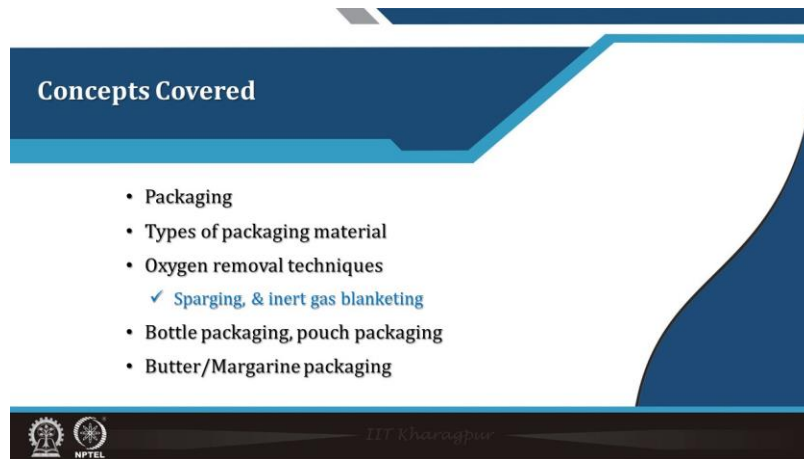 Concepts Covered
• Packaging
• Types of packaging material
• Oxygen removal techniques
✓ Sparging, & inert gas blanketing
• Bottle packaging, pouch packaging
• Butter/Margarine packaging
IIT Kharagpur
NPTEL